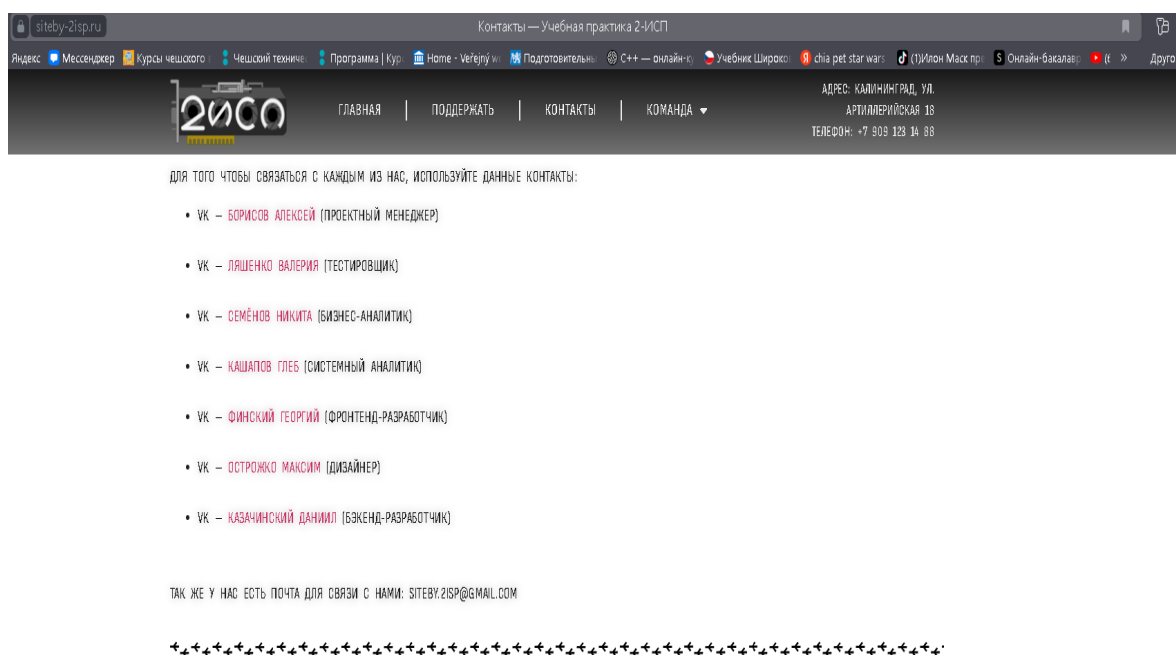 siteby-2isp.ru
Контакты — Учебная практика 2-ИСП
Яндекс Мессенджер Курсы чешского Чешский техниче Программа | Кур Home - Veřejný Подготовительны C++ — онлайн-к Учебник Широко chia pet star wars (1)Илон Маск пр Онлайн-бакалавр » Друго
2ИСО
ГЛАВНАЯ | ПОДДЕРЖАТЬ | КОНТАКТЫ | КОМАНДА
АДРЕС: КАЛИНИНГРАД, УЛ.
АРТИЛЛЕРИЙСКАЯ 18
ТЕЛЕФОН: +7 909 123 14 88
ДЛЯ ТОГО ЧТОБЫ СВЯЗАТЬСЯ С КАЖДЫМ ИЗ НАС, ИСПОЛЬЗУЙТЕ ДАННЫЕ КОНТАКТЫ:
• VK – БОРИСОВ АЛЕКСЕЙ (ПРОЕКТНЫЙ МЕНЕДЖЕР)
• VK – ЛЯШЕНКО ВАЛЕРИЯ (ТЕСТИРОВЩИК)
• VK – СЕМЁНОВ НИКИТА (БИЗНЕС-АНАЛИТИК)
• VK – КАШАПОВ ГЛЕБ (СИСТЕМНЫЙ АНАЛИТИК)
• VK – ФИНСКИЙ ГЕОРГИЙ (ФРОНТЕНД-РАЗРАБОТЧИК)
• VK – ОСТРОЖКО МАКСИМ (ДИЗАЙНЕР)
• VK – КАЗАЧИНСКИЙ ДАНИИЛ (БЭКЕНД-РАЗРАБОТЧИК)
ТАК ЖЕ У НАС ЕСТЬ ПОЧТА ДЛЯ СВЯЗИ С НАМИ: SITEBY.2ISP@GMAIL.COM